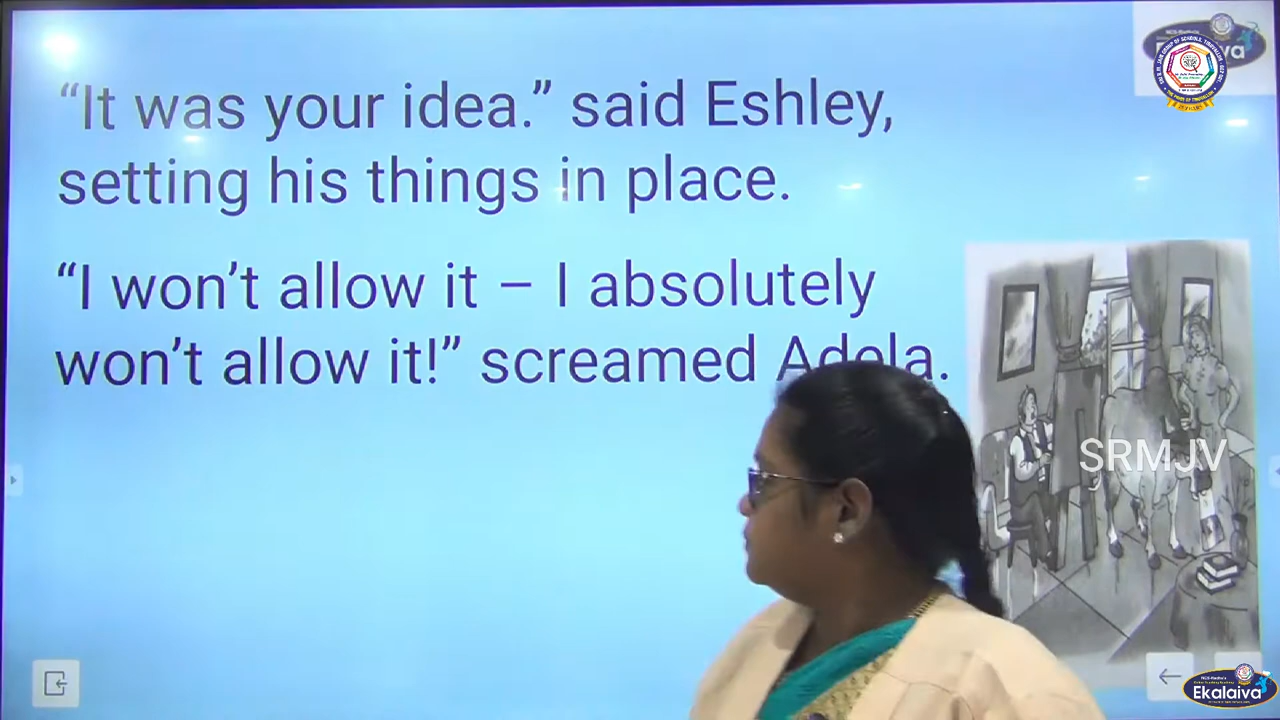 “It was your idea.” said Eshley,
setting his things in place.
“I won’t allow it – I absolutely
won’t allow it!” screamed Adela.
SRMJV
Ekalaiva